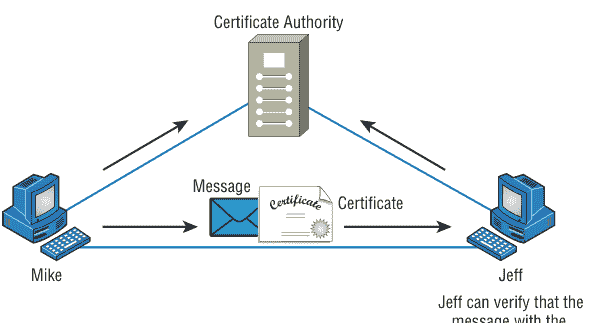 Certificate Authority
Message
Certificate
Certificate
Mike
Jeff
Jeff can verify that the
message with the